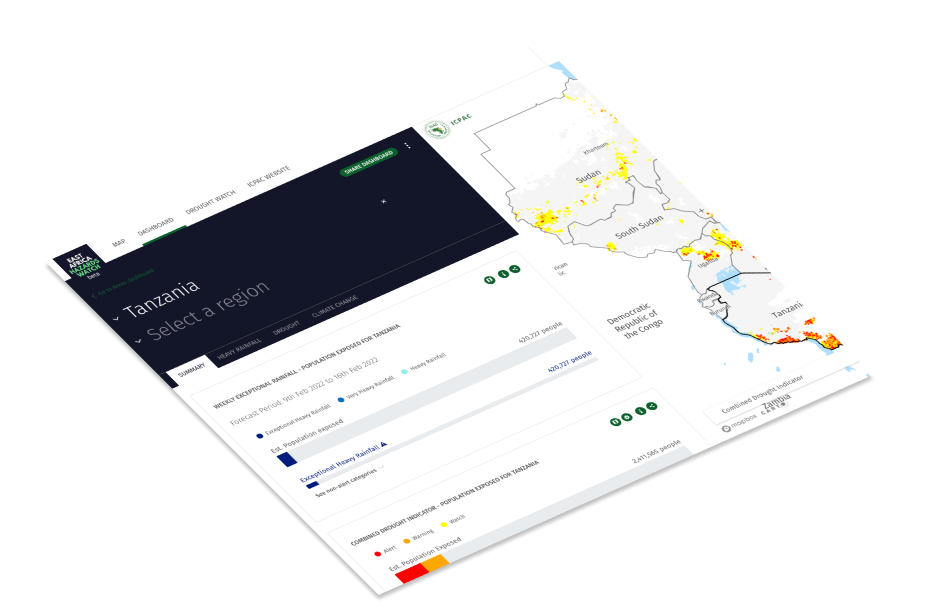 EAST
AFRICA
HAZARDS
WATCH
beta
MAP
DASHBOARD
DROUGHT WATCH
ICPAC WEBSITE
Tanzania
Select a region
SHARE DASHBOARD
SUMMARY
HEAVY RAINFALL
DROUGHT
CLIMATE CHANGE
WEEKLY EXCEPTIONAL RAINFALL - POPULATION EXPOSED FOR TANZANIA
Forecast Period: 9th Feb 2022 to 16th Feb 2022
Exceptional Heavy Rainfall
Very Heavy Rainfall
Heavy Rainfall
Est. Population exposed
420,727 people
Exceptional Heavy Rainfall
420,727 people
See non-alert categories
COMBINED DROUGHT INDICATOR - POPULATION EXPOSED FOR TANZANIA
Alert
Warning
Watch
Est. Population Exposed
2,411,565 people
ICPAC
Khartoum
Sudan
South Sudan
Uganda
Tanzani
Democratic
Republic of
the Congo
Combined Drought Indicator
Zambia
mapbox
CARTO